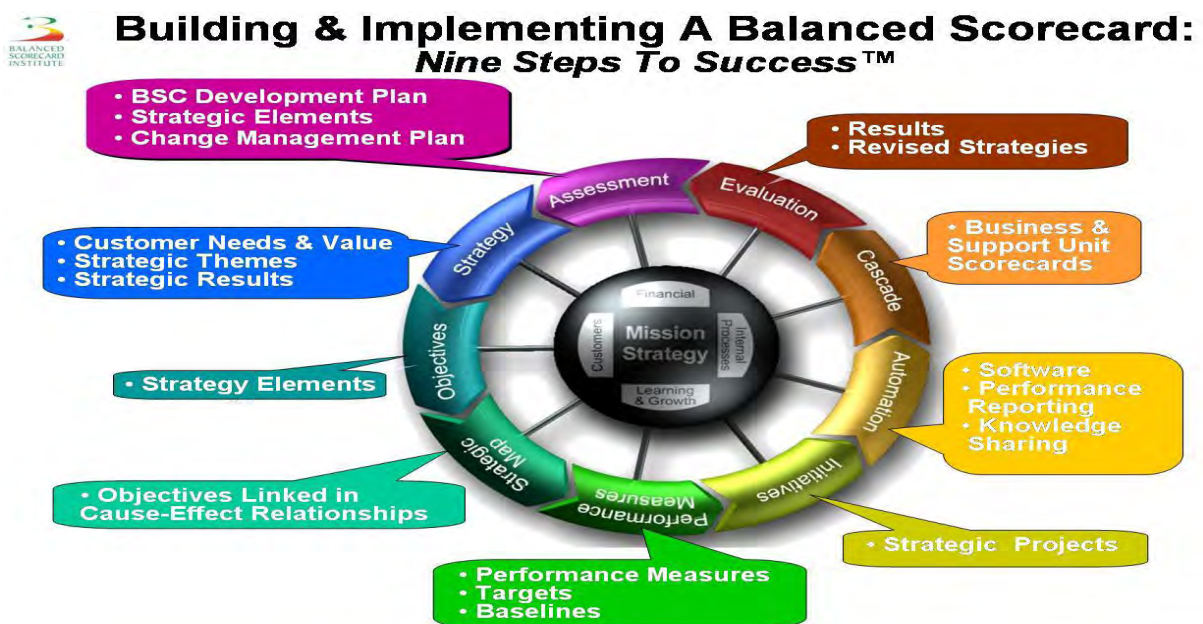 BALANCED
SCORECARD
INSTITUTE
Building & Implementing A Balanced Scorecard:
Nine Steps To Success™
• BSC Development Plan
• Strategic Elements
• Change Management Plan
• Results
• Revised Strategies
Assessment
Evaluation
• Customer Needs & Value
• Strategic Themes
• Strategic Results
Strategy
Cascade
• Business &
Support Unit
Scorecards
Financial
Customers
Mission
Strategy
Internal
Processes
Learning
& Growth
• Strategy Elements
Objectives
Automation
• Software
• Performance
Reporting
• Knowledge
Sharing
• Objectives Linked in
Cause-Effect Relationships
Strategic
Map
Performance
Measures
Initiatives
• Strategic Projects
• Performance Measures
• Targets
• Baselines